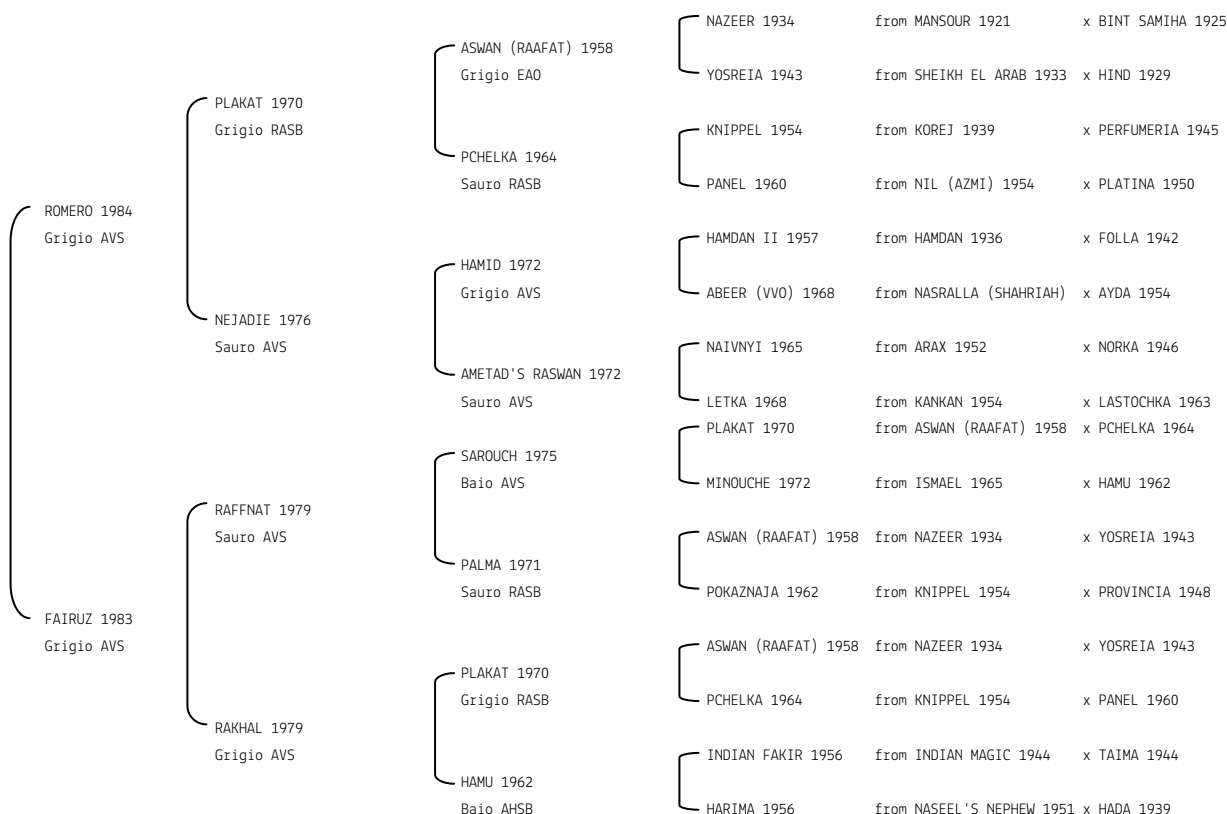 NAZEER 1934 from MANSOUR 1921 x BINT SAMIHA 1925
ASWAN (RAAFAT) 1958
Grigio EAO
YOSREIA 1943 from SHEIKH EL ARAB 1933 x HIND 1929
PLAKAT 1970
Grigio RASB
KNIPPEL 1954 from KOREJ 1939 x PERFUMERIA 1945
PCHELKA 1964
Sauro RASB
PANEL 1960 from NIL (AZMI) 1954 x PLATINA 1950
ROMERO 1984
Grigio AVS
HAMDAN II 1957 from HAMDAN 1936 x FOLLA 1942
HAMID 1972
Grigio AVS
ABEER (VVO) 1968 from NASRALLA (SHAHRIAH) x AYDA 1954
NEJADIE 1976
Sauro AVS
NAIVNYI 1965 from ARAX 1952 x NORKA 1946
AMETAD'S RASWAN 1972
Sauro AVS
LETKA 1968 from KANKAN 1954 x LASTOCHKA 1963
PLAKAT 1970 from ASWAN (RAAFAT) 1958 x PCHELKA 1964
SAROUCH 1975
Baio AVS
MINOUCHE 1972 from ISMAEL 1965 x HAMU 1962
RAFFNAT 1979
Sauro AVS
ASWAN (RAAFAT) 1958 from NAZEER 1934 x YOSREIA 1943
PALMA 1971
Sauro RASB
POKAZNAJA 1962 from KNIPPEL 1954 x PROVINCIA 1948
FAIRUZ 1983
Grigio AVS
ASWAN (RAAFAT) 1958 from NAZEER 1934 x YOSREIA 1943
PLAKAT 1970
Grigio RASB
PCHELKA 1964 from KNIPPEL 1954 x PANEL 1960
RAKHAL 1979
Grigio AVS
INDIAN FAKIR 1956 from INDIAN MAGIC 1944 x TAIMA 1944
HAMU 1962
Baio AHSB
HARIMA 1956 from NASEEL'S NEPHEW 1951 x HADA 1939